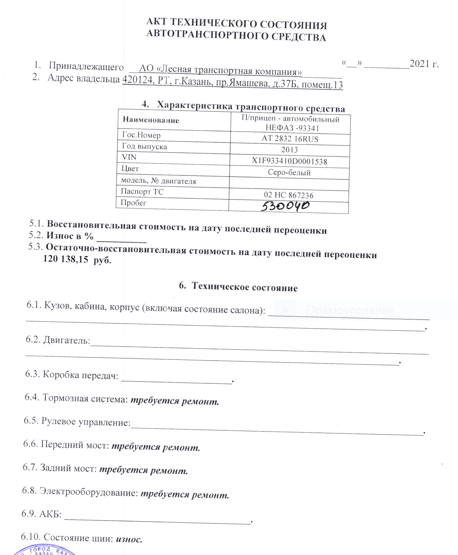 АКТ ТЕХНИЧЕСКОГО СОСТОЯНИЯ
АВТОТРАНСПОРТНОГО СРЕДСТВА
«__» _________2021 г.
1. Принадлежащего АО «Лесная транспортная компания»
2. Адрес владельца 420124, РТ, г.Казань, пр.Ямашева, д.37Б, помещ.13
4. Характеристика транспортного средства
Наименование П/прицеп - автомобильный
НЕФАЗ -93341
Гос.Номер АТ 2832 16RUS
Год выпуска 2013
VIN X1F933410D0001538
Цвет Серо-белый
модель, № двигателя
Паспорт ТС 02 НС 867236
Пробег 530040
5.1. Восстановительная стоимость на дату последней переоценки
5.2. Износ в % __________
5.3. Остаточно-восстановительная стоимость на дату последней переоценки
120 138,15 руб.
6. Техническое состояние
6.1. Кузов, кабина, корпус (включая состояние салона):
6.2. Двигатель:
6.3. Коробка передач:
6.4. Тормозная система: требуется ремонт.
6.5. Рулевое управление:
6.6. Передний мост: требуется ремонт.
6.7. Задний мост: требуется ремонт.
6.8. Электрооборудование: требуется ремонт.
6.9. АКБ:
6.10. Состояние шин: износ.